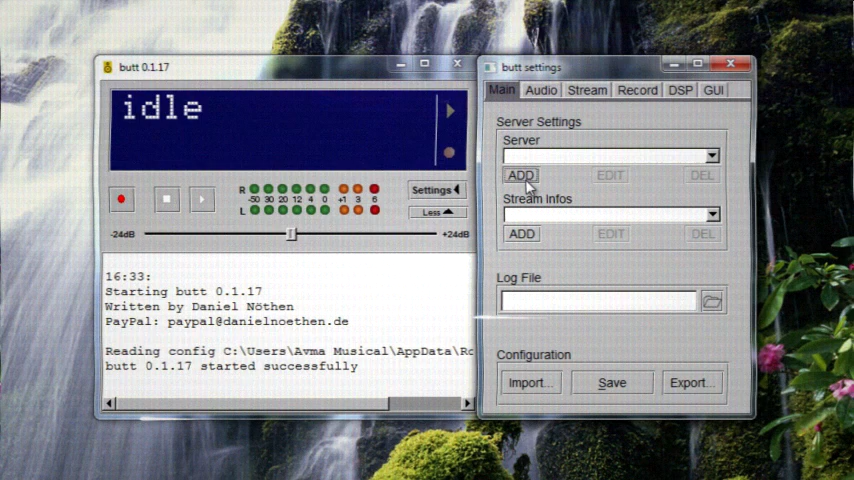 butt 0.1.17
idle
R
-50 30 20 12 4 0 +1 3 6
L
Settings
Less
-24dB
+24dB
16:33:
Starting butt 0.1.17
Written by Daniel Nöthen
PayPal: paypal@danielnoethen.de
Reading config C:\Users\Avma Musical\AppData\Ro
butt 0.1.17 started successfully
butt settings
Main Audio Stream Record DSP GUI
Server Settings
Server
ADD EDIT DEL
Stream Infos
ADD EDIT DEL
Log File
Configuration
Import... Save Export...